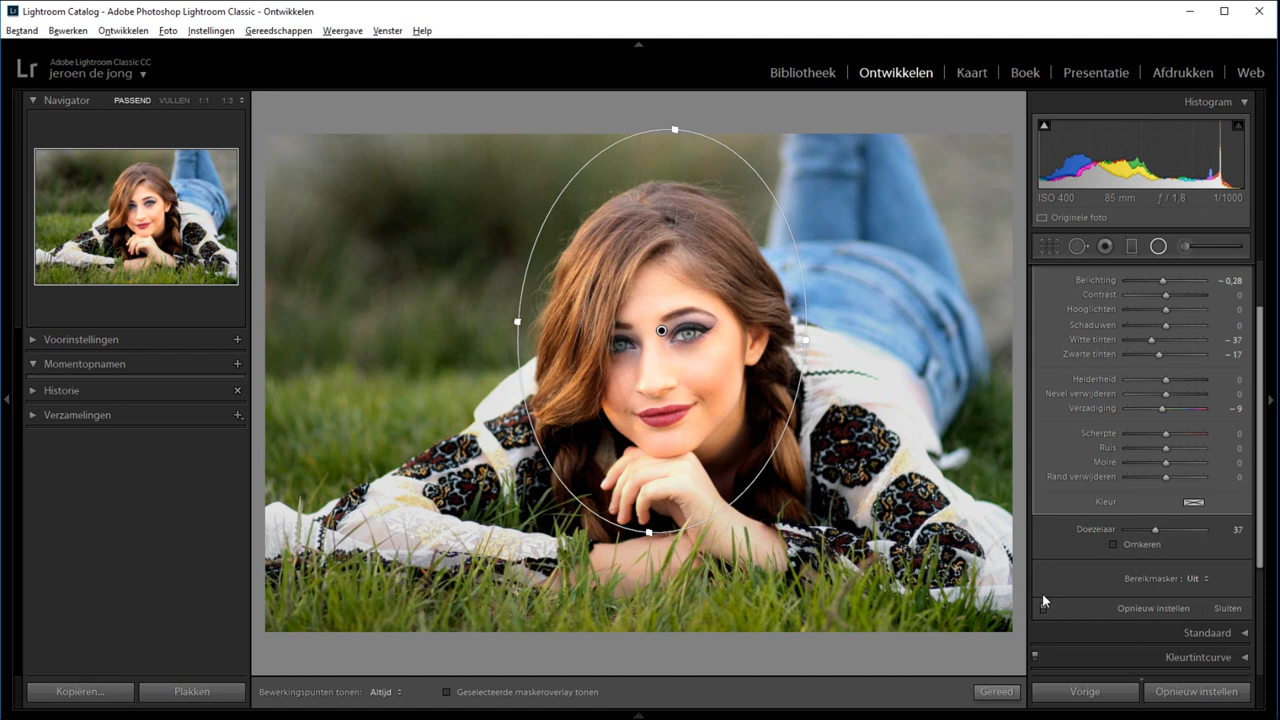 Lr Lightroom Catalog - Adobe Photoshop Lightroom Classic - Ontwikkelen
Bestand Bewerken Ontwikkelen Foto Instellingen Gereedschappen Weergave Venster Help
Lr Adobe Lightroom Classic CC
jeroen de jong
Bibliotheek Ontwikkelen Kaart Boek Presentatie Afdrukken Web
Navigator PASSEND VULLEN 1:1 1:3
Voorinstellingen
Momentopnamen
Historie
Verzamelingen
Kopiëren... Plakken
Bewerkingspunten tonen: Altijd Geselecteerde maskeroverlay tonen Gereed
Histogram
ISO 400 85 mm ƒ / 1,8 1/1000
Originele foto
Belichting – 0,28
Contrast 0
Hooglichten 0
Schaduwen 0
Witte tinten – 37
Zwarte tinten – 17
Helderheid 0
Nevel verwijderen 0
Verzadiging – 9
Scherpte 0
Ruis 0
Moiré 0
Rand verwijderen 0
Kleur
Doezelaar 37
Omkeren
Bereikmasker : Uit
Opnieuw instellen Sluiten
Standaard
Kleurtintcurve
Vorige Opnieuw instellen